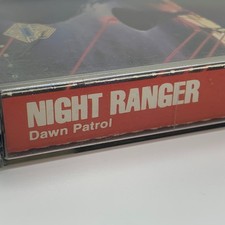 NIGHT RANGER
Dawn Patrol